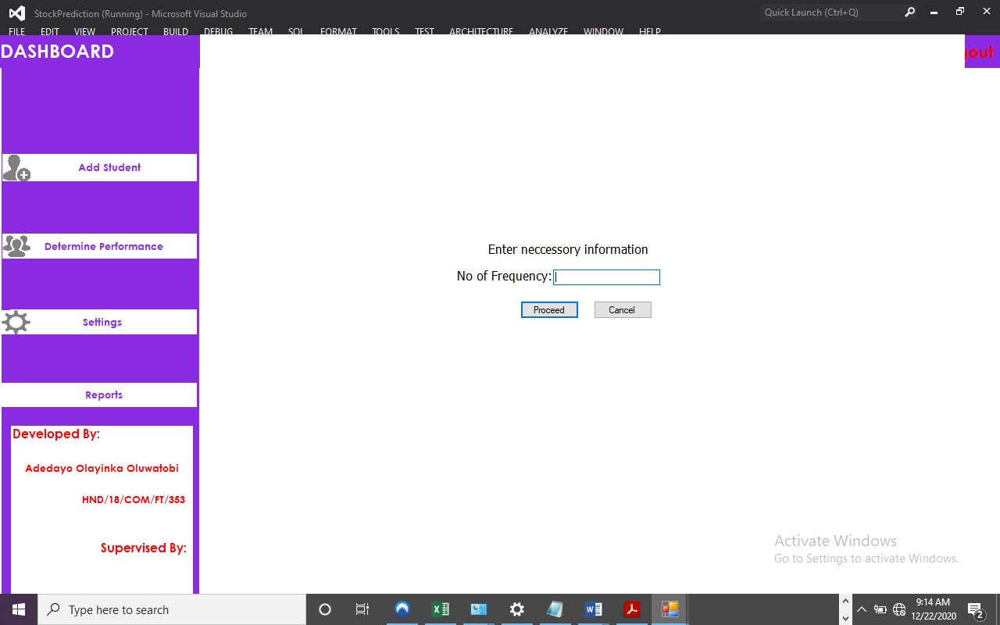 StockPrediction (Running) - Microsoft Visual Studio
Quick Launch (Ctrl+Q)
FILE EDIT VIEW PROJECT BUILD DEBUG TEAM SQL FORMAT TOOLS TEST ARCHITECTURE ANALYZE WINDOW HELP
DASHBOARD
gout
Add Student
Determine Performance
Settings
Reports
Developed By:
Adedayo Olayinka Oluwatobi
HND/18/COM/FT/353
Supervised By:
Enter neccessory information
No of Frequency:
Proceed Cancel
Activate Windows
Go to Settings to activate Windows.
Type here to search
9:14 AM
12/22/2020
2